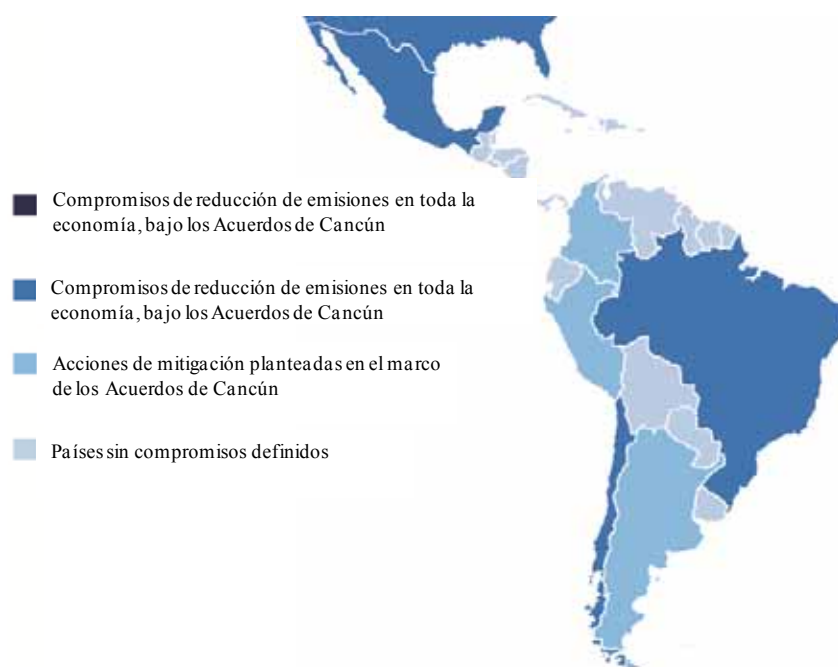 Compromisos de reducción de emisiones en toda la
economía, bajo los Acuerdos de Cancún
Compromisos de reducción de emisiones en toda la
economía, bajo los Acuerdos de Cancún
Acciones de mitigación planteadas en el marco
de los Acuerdos de Cancún
Países sin compromisos definidos